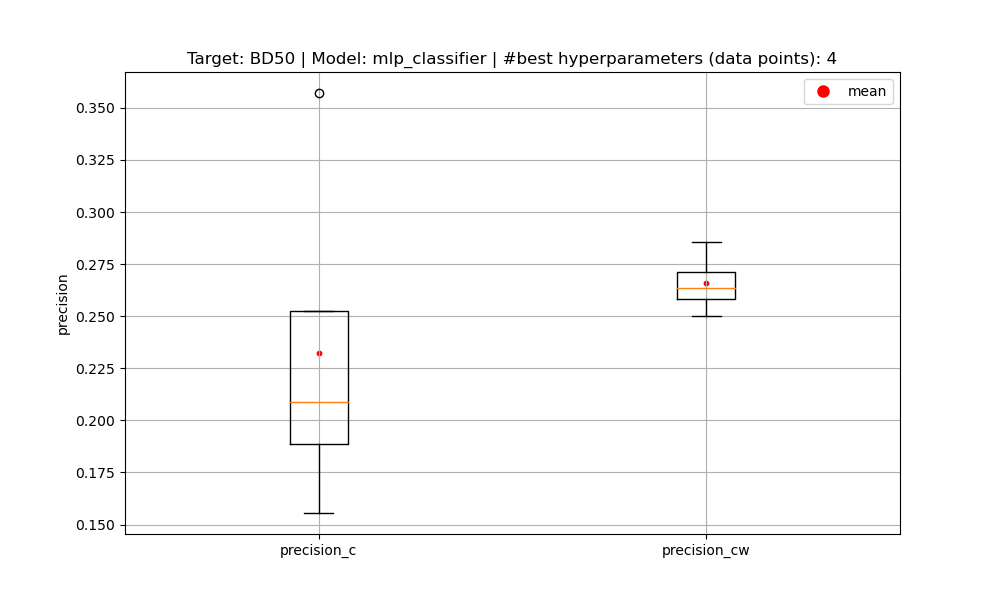 Target: BD50 | Model: mlp_classifier | #best hyperparameters (data points): 4
mean
0.350
0.325
0.300
0.275
0.250
0.225
0.200
0.175
0.150
precision
precision_c
precision_cw